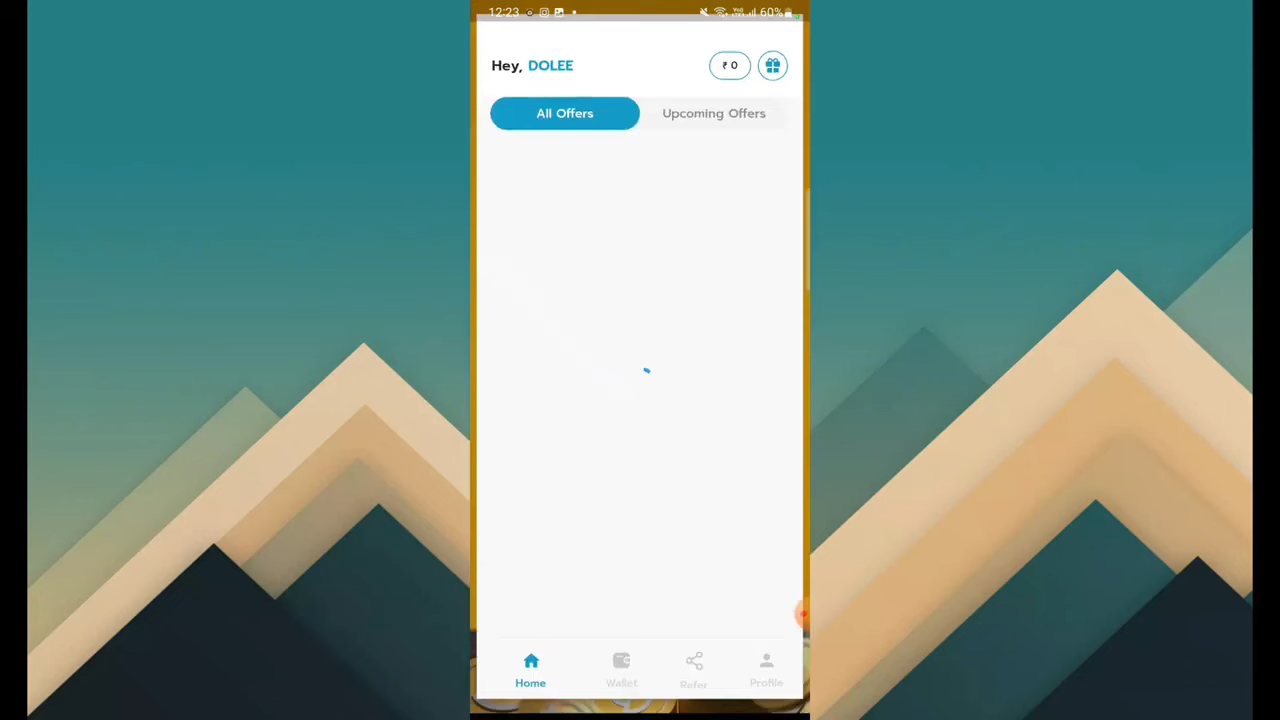 12:23 60%
Hey, DOLEE
₹ 0
All Offers
Upcoming Offers
Home
Wallet
Refer
Profile